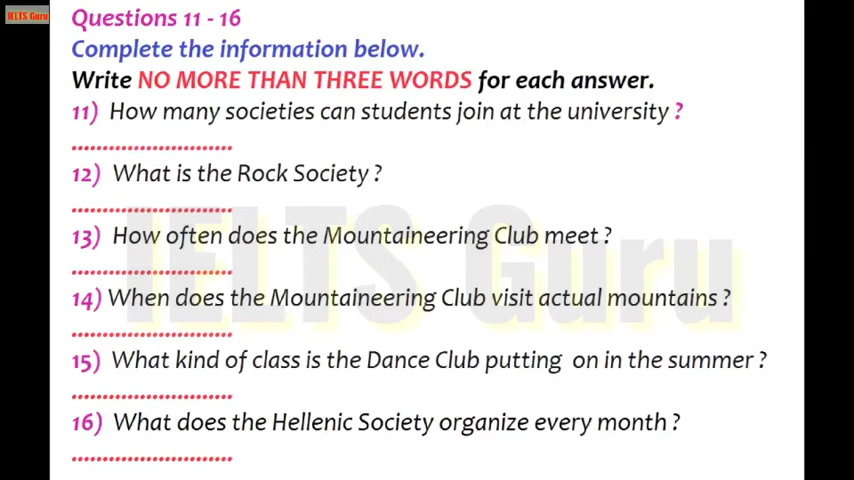 IELTS Guru
Questions 11 - 16
Complete the information below.
Write NO MORE THAN THREE WORDS for each answer.
11) How many societies can students join at the university ?
..........................
12) What is the Rock Society ?
..........................
13) How often does the Mountaineering Club meet ?
..........................
14) When does the Mountaineering Club visit actual mountains ?
..........................
15) What kind of class is the Dance Club putting on in the summer ?
..........................
16) What does the Hellenic Society organize every month ?
..........................
IELTS Guru